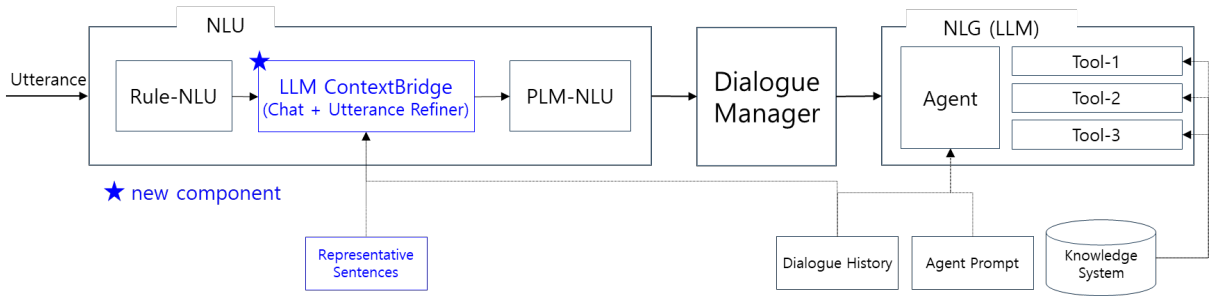 NLU
NLG (LLM)
Utterance
Rule-NLU
LLM ContextBridge
(Chat + Utterance Refiner)
PLM-NLU
Dialogue
Manager
Agent
Tool-1
Tool-2
Tool-3
new component
Representative
Sentences
Dialogue History
Agent Prompt
Knowledge
System